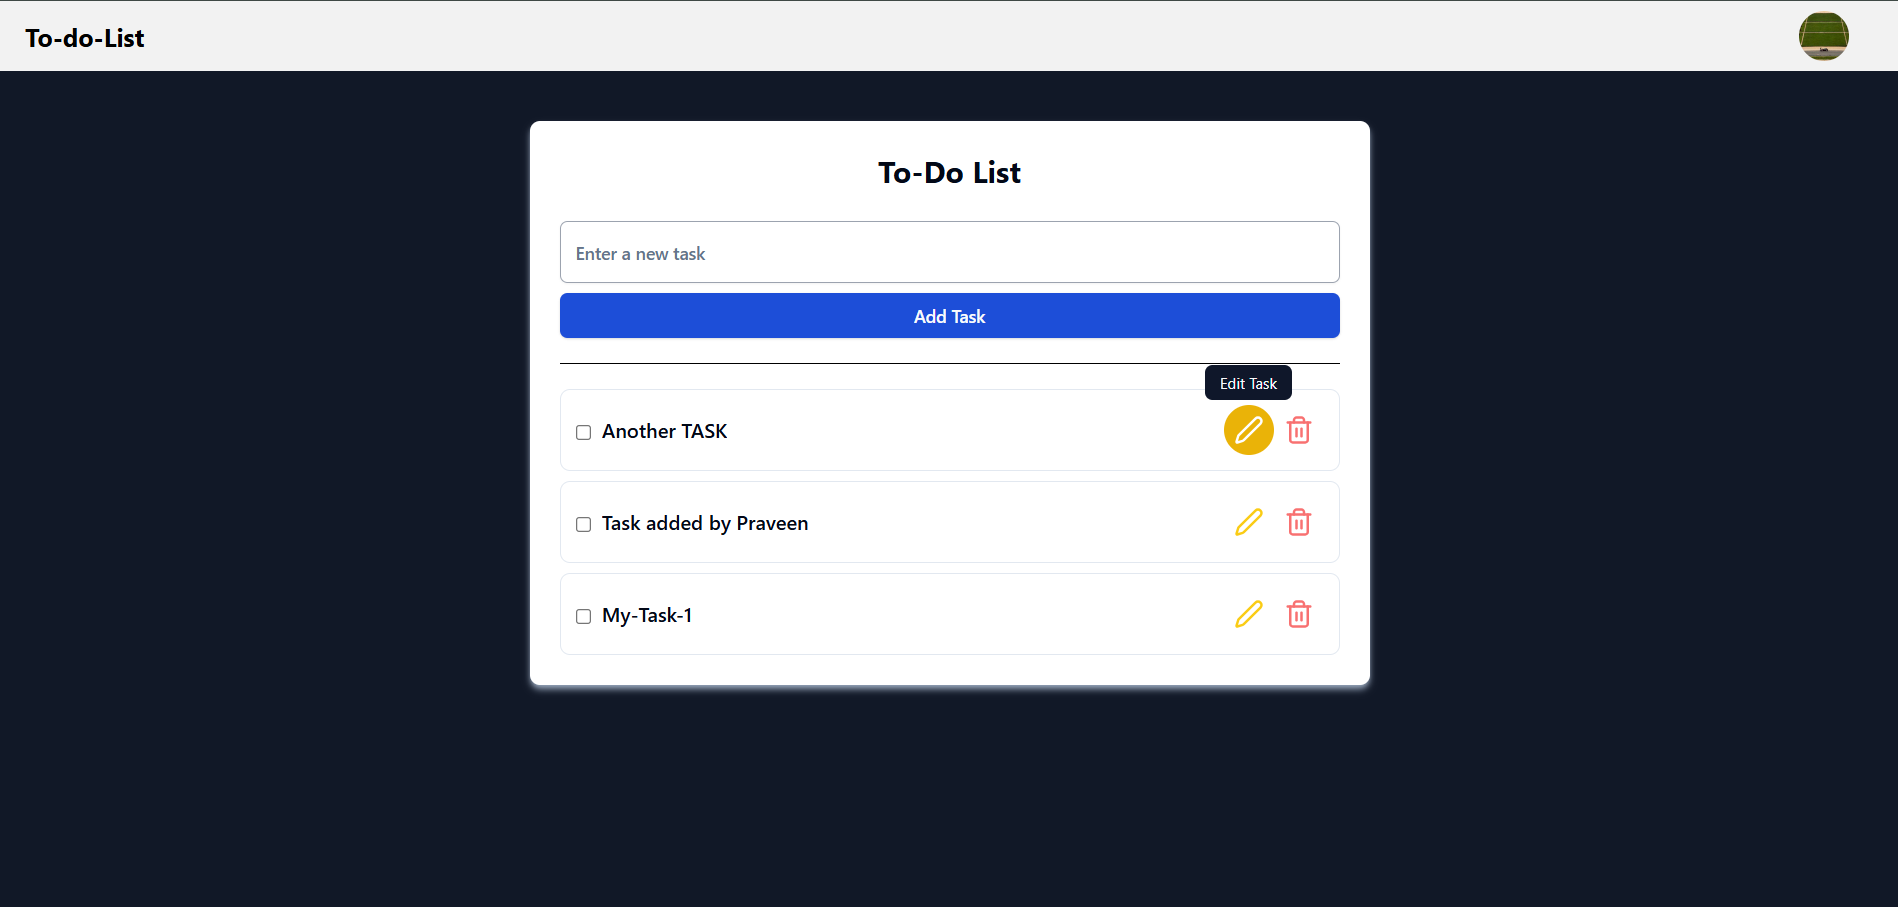 To-do-List
To-Do List
Enter a new task
Add Task
Edit Task
Another TASK
Task added by Praveen
My-Task-1